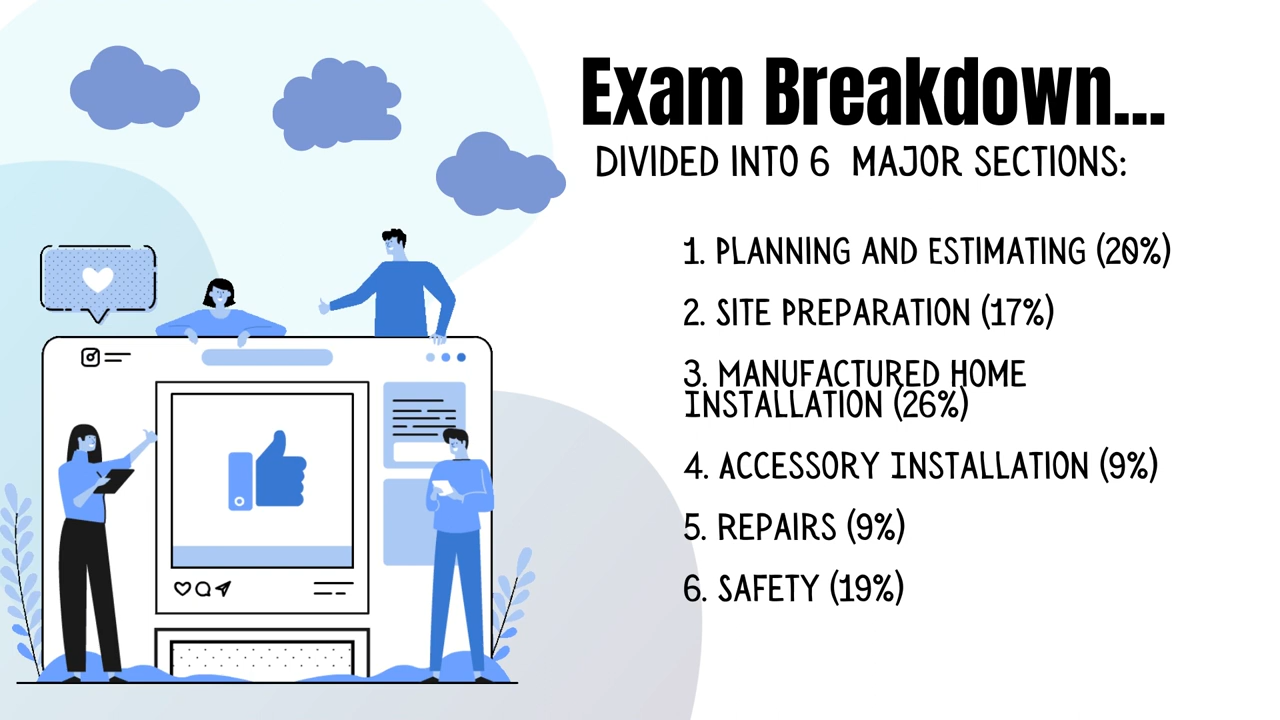 Exam Breakdown...
DIVIDED INTO 6 MAJOR SECTIONS:
1. PLANNING AND ESTIMATING (20%)
2. SITE PREPARATION (17%)
3. MANUFACTURED HOME
INSTALLATION (26%)
4. ACCESSORY INSTALLATION (9%)
5. REPAIRS (9%)
6. SAFETY (19%)